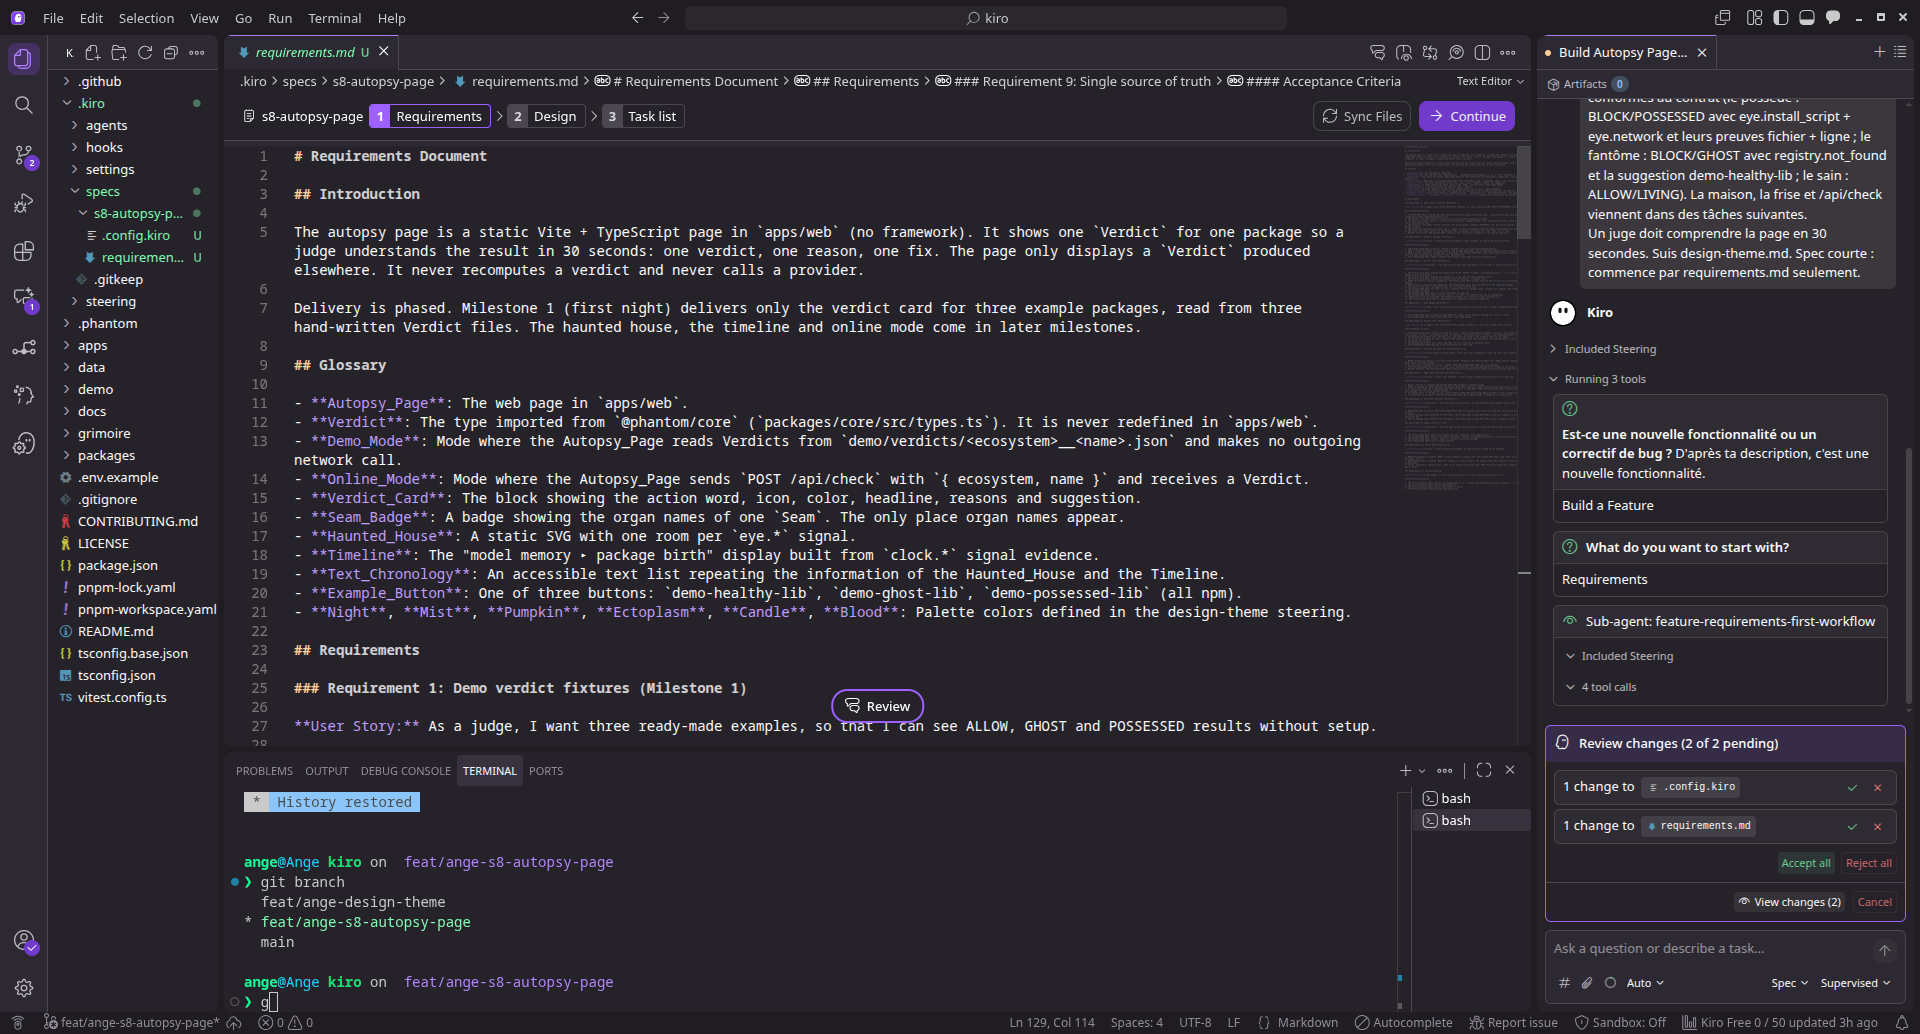 File Edit Selection View Go Run Terminal Help
kiro
K
requirements.md U
Build Autopsy Page...
.kiro > specs > s8-autopsy-page > requirements.md > # Requirements Document > ## Requirements > ### Requirement 9: Single source of truth > #### Acceptance Criteria
Text Editor
s8-autopsy-page 1 Requirements > 2 Design > 3 Task list
Sync Files
Continue
.github
.kiro
agents
hooks
settings
specs
s8-autopsy-p...
.config.kiro U
requiremen... U
.gitkeep
steering
.phantom
apps
data
demo
docs
grimoire
packages
.env.example
.gitignore
CONTRIBUTING.md
LICENSE
package.json
pnpm-lock.yaml
pnpm-workspace.yaml
README.md
tsconfig.base.json
tsconfig.json
TS vitest.config.ts
2
1
1 # Requirements Document
2
3 ## Introduction
4
5 The autopsy page is a static Vite + TypeScript page in `apps/web` (no framework). It shows one `Verdict` for one package so a
judge understands the result in 30 seconds: one verdict, one reason, one fix. The page only displays a `Verdict` produced
elsewhere. It never recomputes a verdict and never calls a provider.
6
7 Delivery is phased. Milestone 1 (first night) delivers only the verdict card for three example packages, read from three
hand-written Verdict files. The haunted house, the timeline and online mode come in later milestones.
8
9 ## Glossary
10
11 - **Autopsy_Page**: The web page in `apps/web`.
12 - **Verdict**: The type imported from `@phantom/core` (`packages/core/src/types.ts`). It is never redefined in `apps/web`.
13 - **Demo_Mode**: Mode where the Autopsy_Page reads Verdicts from `demo/verdicts/<ecosystem>__<name>.json` and makes no outgoing
network call.
14 - **Online_Mode**: Mode where the Autopsy_Page sends `POST /api/check` with `{ ecosystem, name }` and receives a Verdict.
15 - **Verdict_Card**: The block showing the action word, icon, color, headline, reasons and suggestion.
16 - **Seam_Badge**: A badge showing the organ names of one `Seam`. The only place organ names appear.
17 - **Haunted_House**: A static SVG with one room per `eye.*` signal.
18 - **Timeline**: The "model memory ‣ package birth" display built from `clock.*` signal evidence.
19 - **Text_Chronology**: An accessible text list repeating the information of the Haunted_House and the Timeline.
20 - **Example_Button**: One of three buttons: `demo-healthy-lib`, `demo-ghost-lib`, `demo-possessed-lib` (all npm).
21 - **Night**, **Mist**, **Pumpkin**, **Ectoplasm**, **Candle**, **Blood**: Palette colors defined in the design-theme steering.
22
23 ## Requirements
24
25 ### Requirement 1: Demo verdict fixtures (Milestone 1)
26
27 **User Story:** As a judge, I want three ready-made examples, so that I can see ALLOW, GHOST and POSSESSED results without setup.
28
Review
PROBLEMS OUTPUT DEBUG CONSOLE TERMINAL PORTS
* History restored
ange@Ange kiro on feat/ange-s8-autopsy-page
❯ git branch
feat/ange-design-theme
* feat/ange-s8-autopsy-page
main
ange@Ange kiro on feat/ange-s8-autopsy-page
❯ g
bash
bash
Artifacts 0
conformes au contrat (le possédé :
BLOCK/POSSESSED avec eye.install_script +
eye.network et leurs preuves fichier + ligne ; le
fantôme : BLOCK/GHOST avec registry.not_found
et la suggestion demo-healthy-lib ; le sain :
ALLOW/LIVING). La maison, la frise et /api/check
viennent dans des tâches suivantes.
Un juge doit comprendre la page en 30
secondes. Suis design-theme.md. Spec courte :
commence par requirements.md seulement.
Kiro
Included Steering
Running 3 tools
Est-ce une nouvelle fonctionnalité ou un
correctif de bug ? D'après ta description, c'est une
nouvelle fonctionnalité.
Build a Feature
What do you want to start with?
Requirements
Sub-agent: feature-requirements-first-workflow
Included Steering
4 tool calls
Review changes (2 of 2 pending)
1 change to .config.kiro
1 change to requirements.md
Accept all Reject all
View changes (2) Cancel
Ask a question or describe a task...
Auto Spec Supervised
feat/ange-s8-autopsy-page* 0 0
Ln 129, Col 114 Spaces: 4 UTF-8 LF Markdown Autocomplete Report issue Sandbox: Off Kiro Free 0 / 50 updated 3h ago